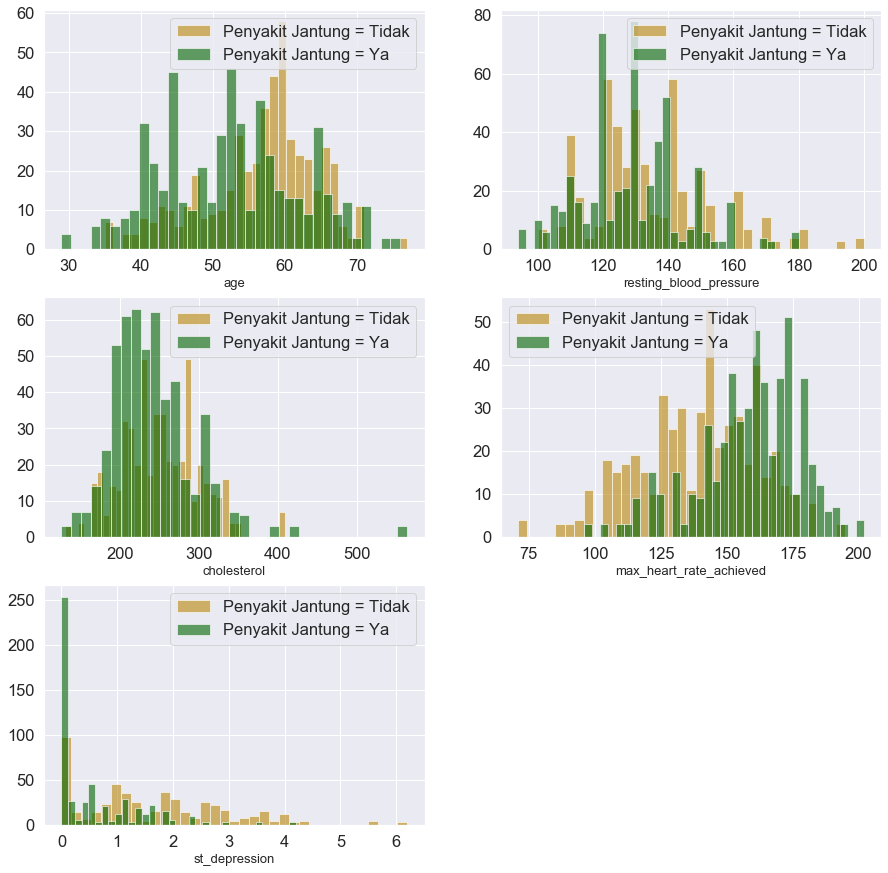 60
50
40
30
20
10
0
Penyakit Jantung = Tidak
Penyakit Jantung = Ya
30 40 50 60 70
age
80
60
40
20
0
Penyakit Jantung = Tidak
Penyakit Jantung = Ya
100 120 140 160 180 200
resting_blood_pressure
60
50
40
30
20
10
0
Penyakit Jantung = Tidak
Penyakit Jantung = Ya
200 300 400 500
cholesterol
50
40
30
20
10
0
Penyakit Jantung = Tidak
Penyakit Jantung = Ya
75 100 125 150 175 200
max_heart_rate_achieved
250
200
150
100
50
0
Penyakit Jantung = Tidak
Penyakit Jantung = Ya
0 1 2 3 4 5 6
st_depression